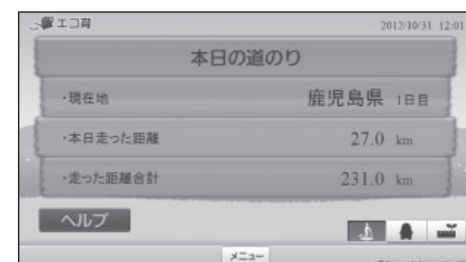 エコ育 2012/10/31 12:01
本日の道のり
・現在地 鹿児島県 1日目
・本日走った距離 27.0 km
・走った距離合計 231.0 km
ヘルプ
メニュー